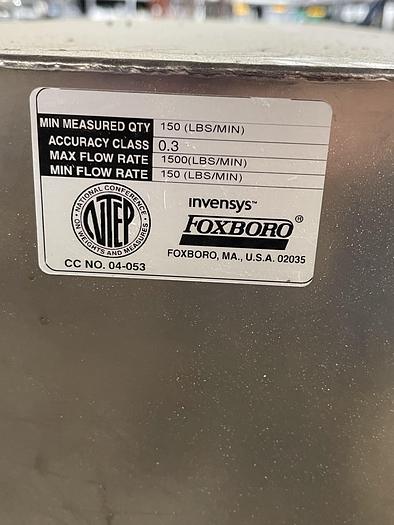 MIN MEASURED QTY 150 (LBS/MIN)
ACCURACY CLASS 0.3
MAX FLOW RATE 1500(LBS/MIN)
MIN FLOW RATE 150 (LBS/MIN)
NATIONAL CONFERENCE
ON WEIGHTS AND MEASURES
NTEP
CC NO. 04-053
invensys™
FOXBORO®
FOXBORO, MA., U.S.A. 02035